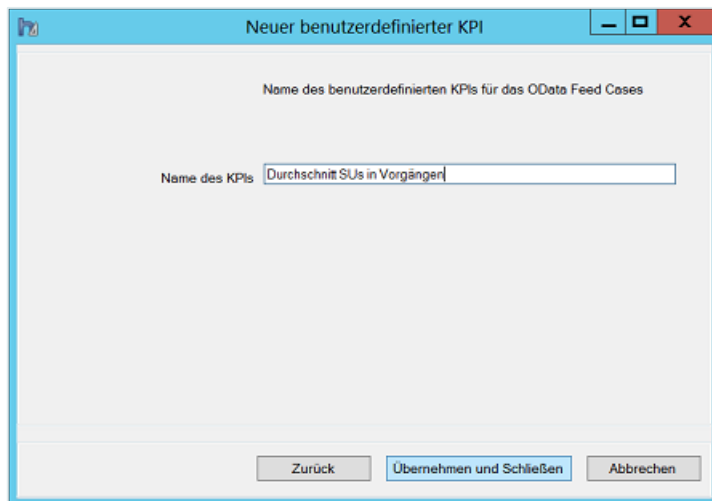 Neuer benutzerdefinierter KPI
Name des benutzerdefinierten KPIs für das OData Feed Cases
Name des KPIs Durchschnitt SUs in Vorgängen
Zurück Übernehmen und Schließen Abbrechen